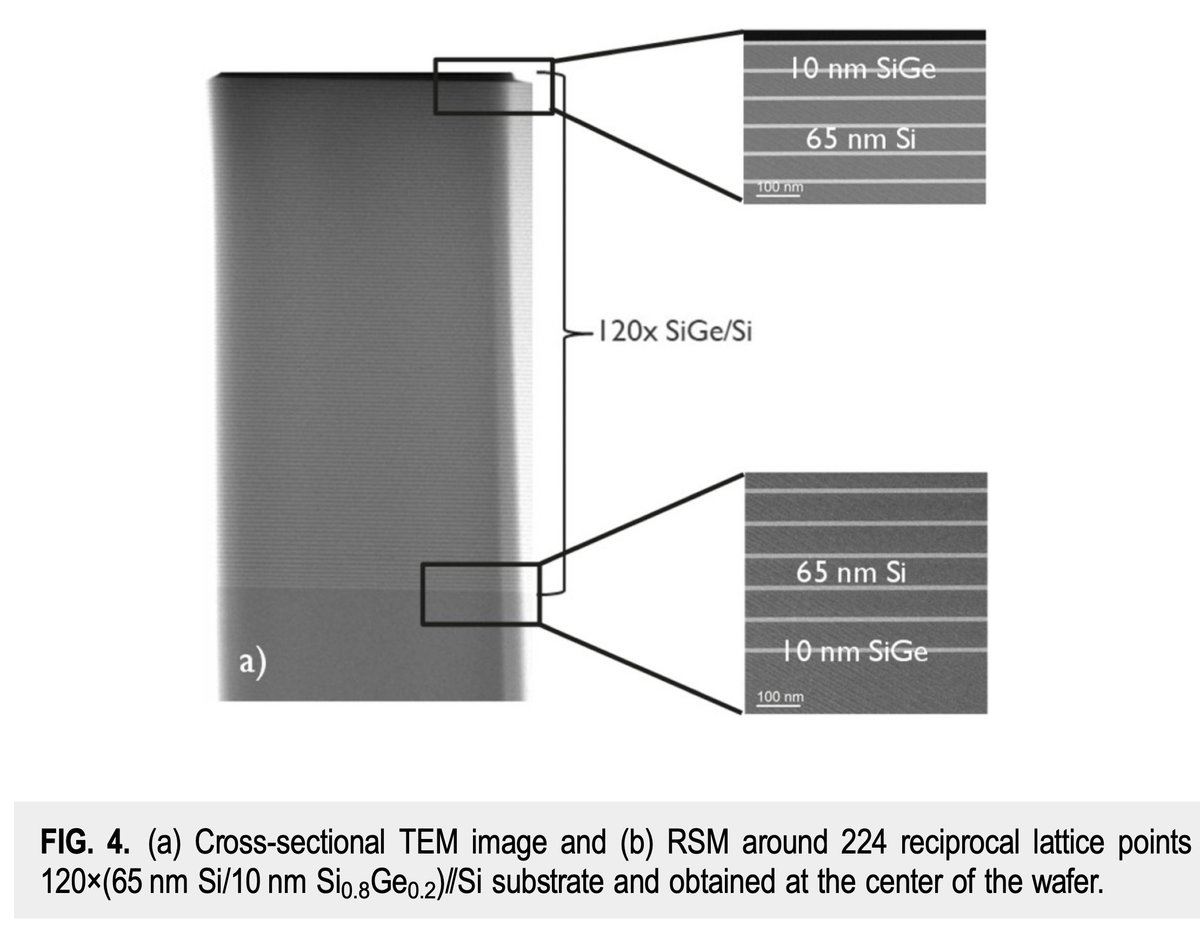 10 nm SiGe
65 nm Si
100 nm
120x SiGe/Si
65 nm Si
10 nm SiGe
100 nm
a)
FIG. 4. (a) Cross-sectional TEM image and (b) RSM around 224 reciprocal lattice points
120×(65 nm Si/10 nm Si0.8Ge0.2)//Si substrate and obtained at the center of the wafer.